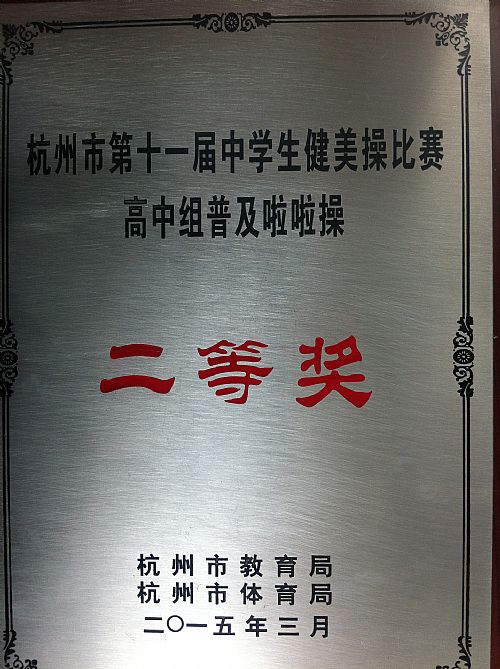 杭州市第十一届中学生健美操比赛
高中组普及啦啦操
二等奖
杭州市教育局
杭州市体育局
二〇一五年三月